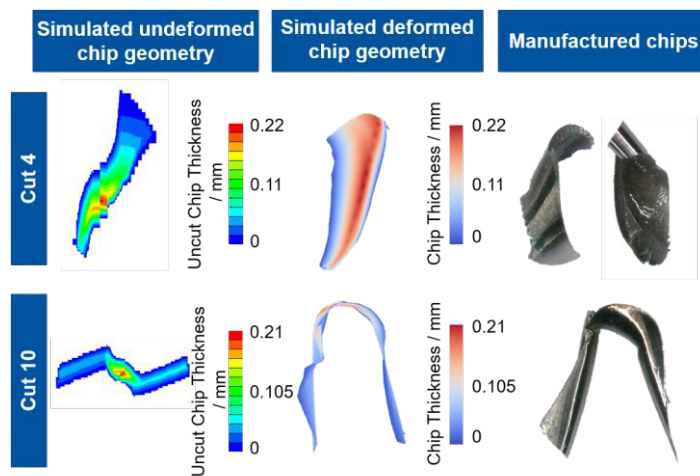 Simulated undeformed
chip geometry
Simulated deformed
chip geometry
Manufactured chips
Cut 4
Uncut Chip Thickness
/ mm
0.22
0.11
0
Chip Thickness / mm
0.22
0.11
0
Cut 10
Uncut Chip Thickness
/ mm
0.21
0.105
0
Chip Thickness / mm
0.21
0.105
0